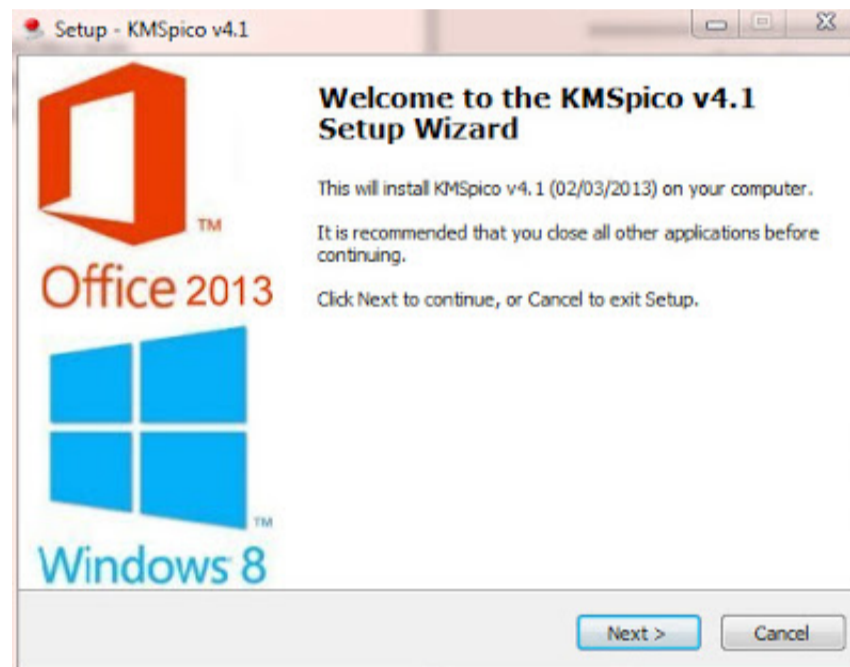 Setup - KMSpico v4.1
Welcome to the KMSpico v4.1
Setup Wizard
This will install KMSpico v4.1 (02/03/2013) on your computer.
It is recommended that you close all other applications before
continuing.
Click Next to continue, or Cancel to exit Setup.
TM
Office 2013
TM
Windows 8
Next >
Cancel